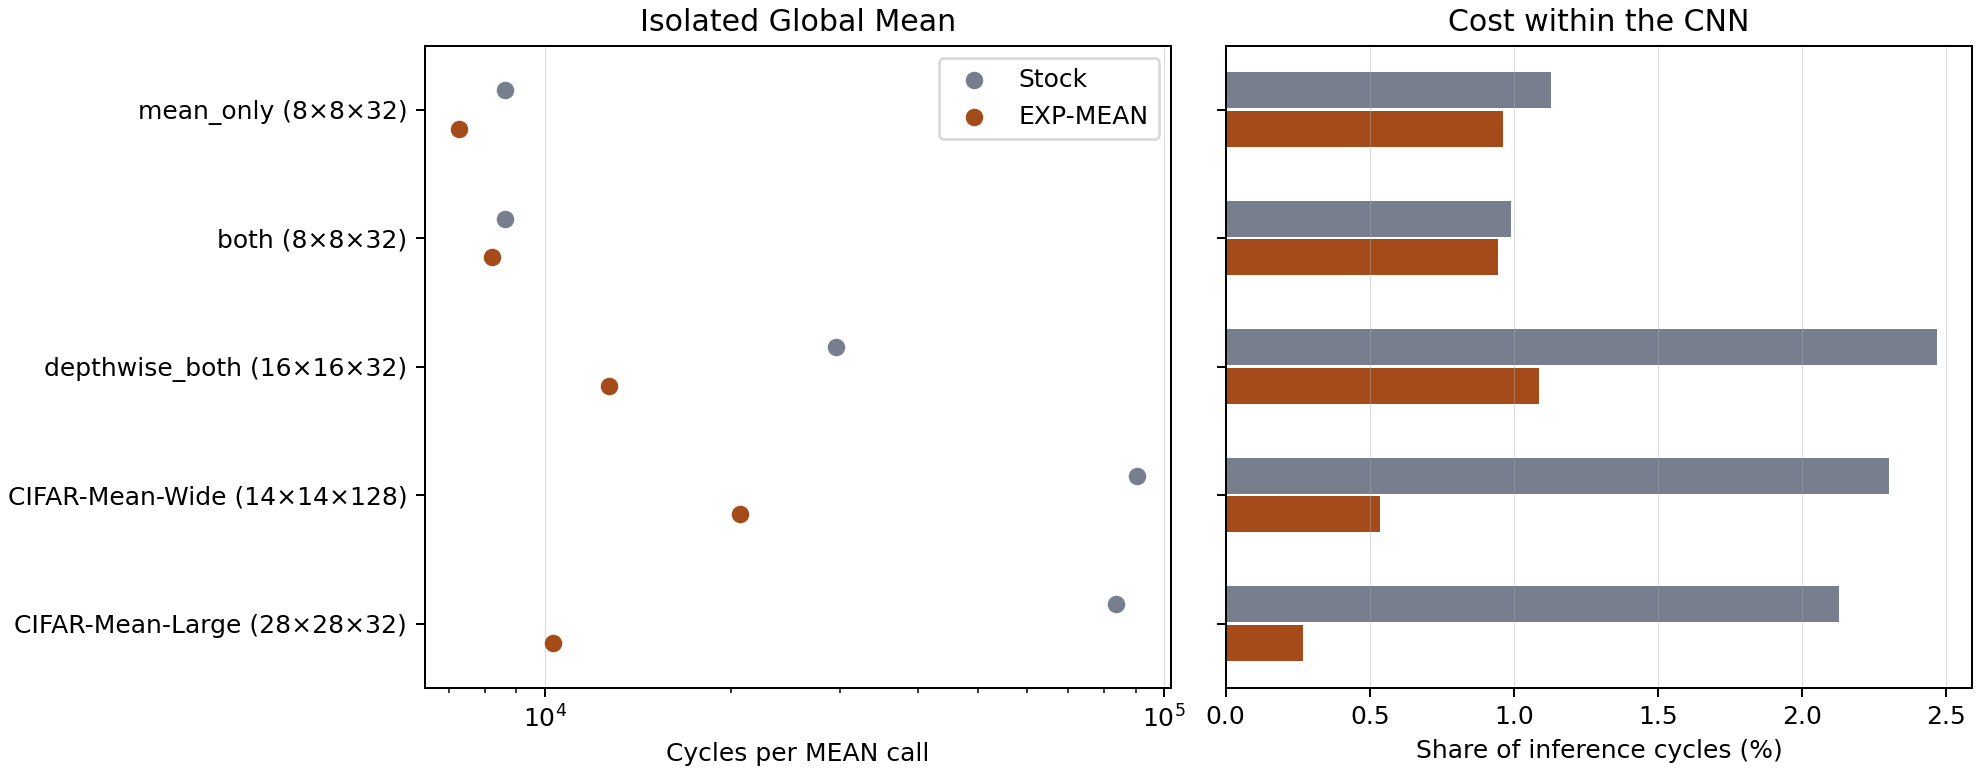 Isolated Global Mean
Stock
EXP-MEAN
mean_only (8×8×32)
both (8×8×32)
depthwise_both (16×16×32)
CIFAR-Mean-Wide (14×14×128)
CIFAR-Mean-Large (28×28×32)
10⁴ 10⁵
Cycles per MEAN call
Cost within the CNN
0.0 0.5 1.0 1.5 2.0 2.5
Share of inference cycles (%)